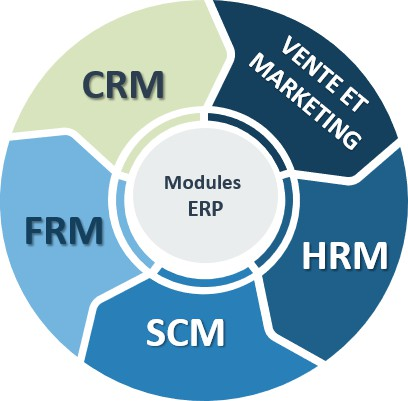 CRM
VENTE ET
MARKETING
HRM
SCM
FRM
Modules
ERP